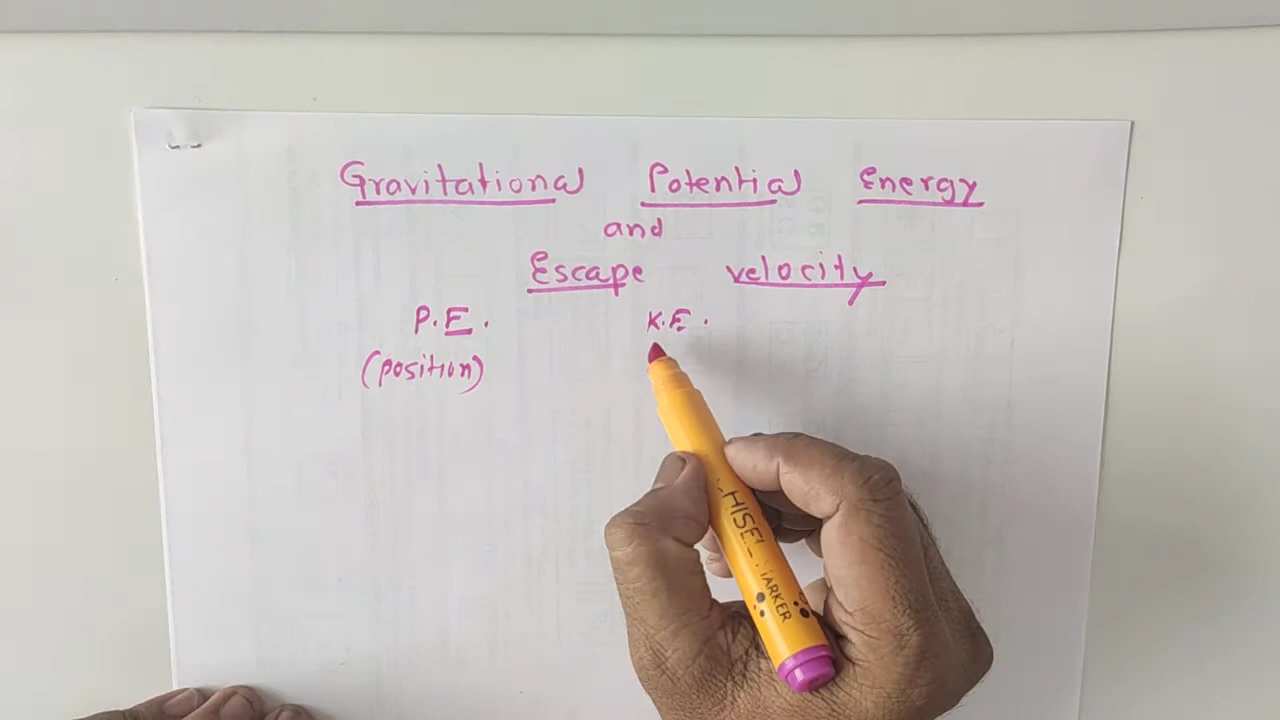 Gravitational Potential Energy
and
Escape velocity
P.E. K.E.
(position)